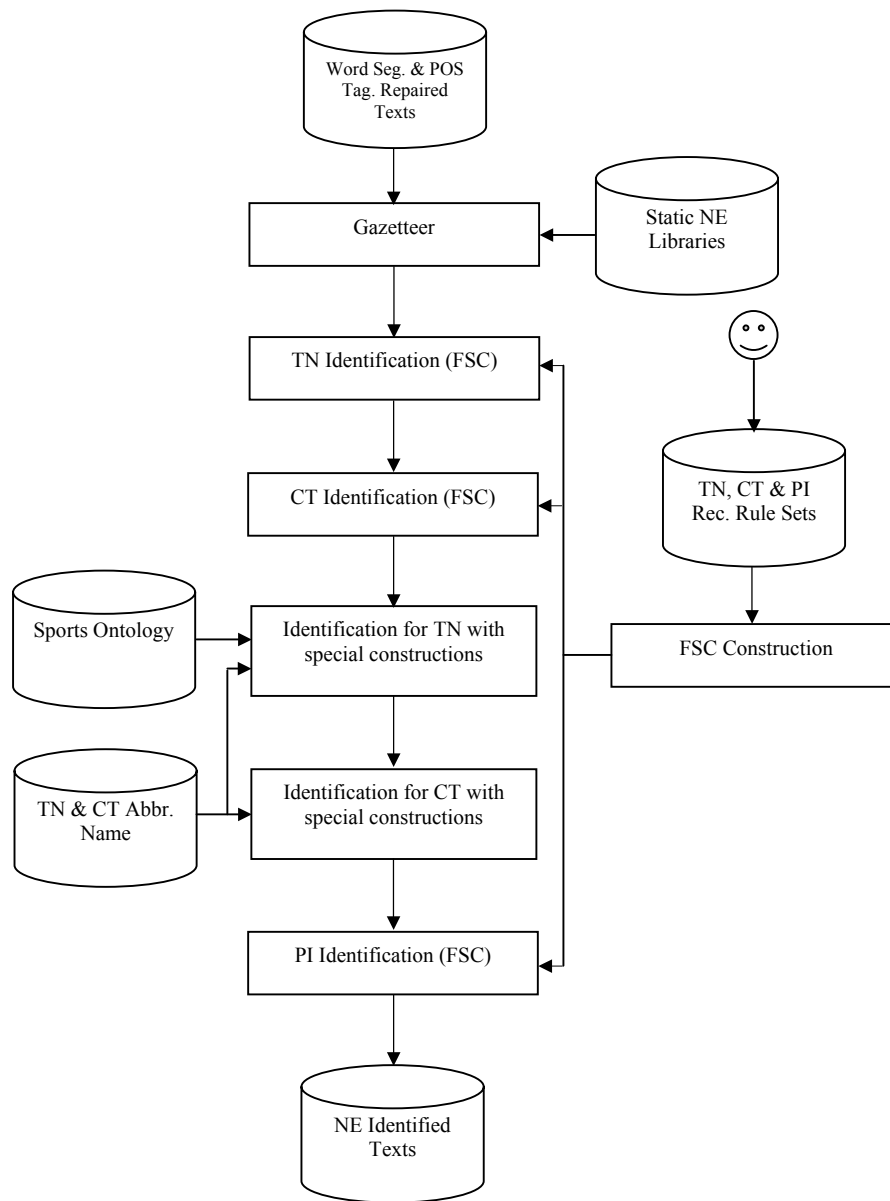 Word Seg. & POS
Tag. Repaired
Texts
Static NE
Libraries
Gazetteer
TN Identification (FSC)
CT Identification (FSC)
TN, CT & PI
Rec. Rule Sets
Sports Ontology
Identification for TN with
special constructions
FSC Construction
TN & CT Abbr.
Name
Identification for CT with
special constructions
PI Identification (FSC)
NE Identified
Texts